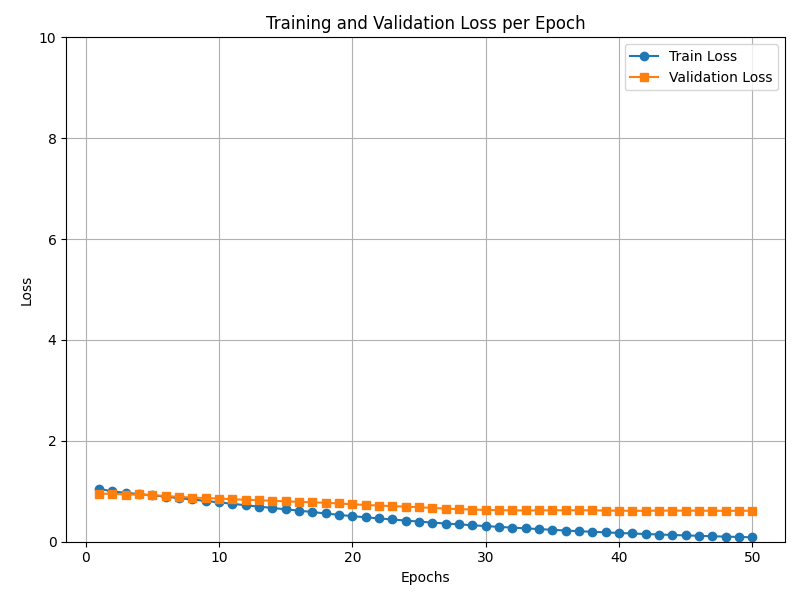 Training and Validation Loss per Epoch
Train Loss
Validation Loss
10
8
6
4
2
0
Loss
0 10 20 30 40 50
Epochs